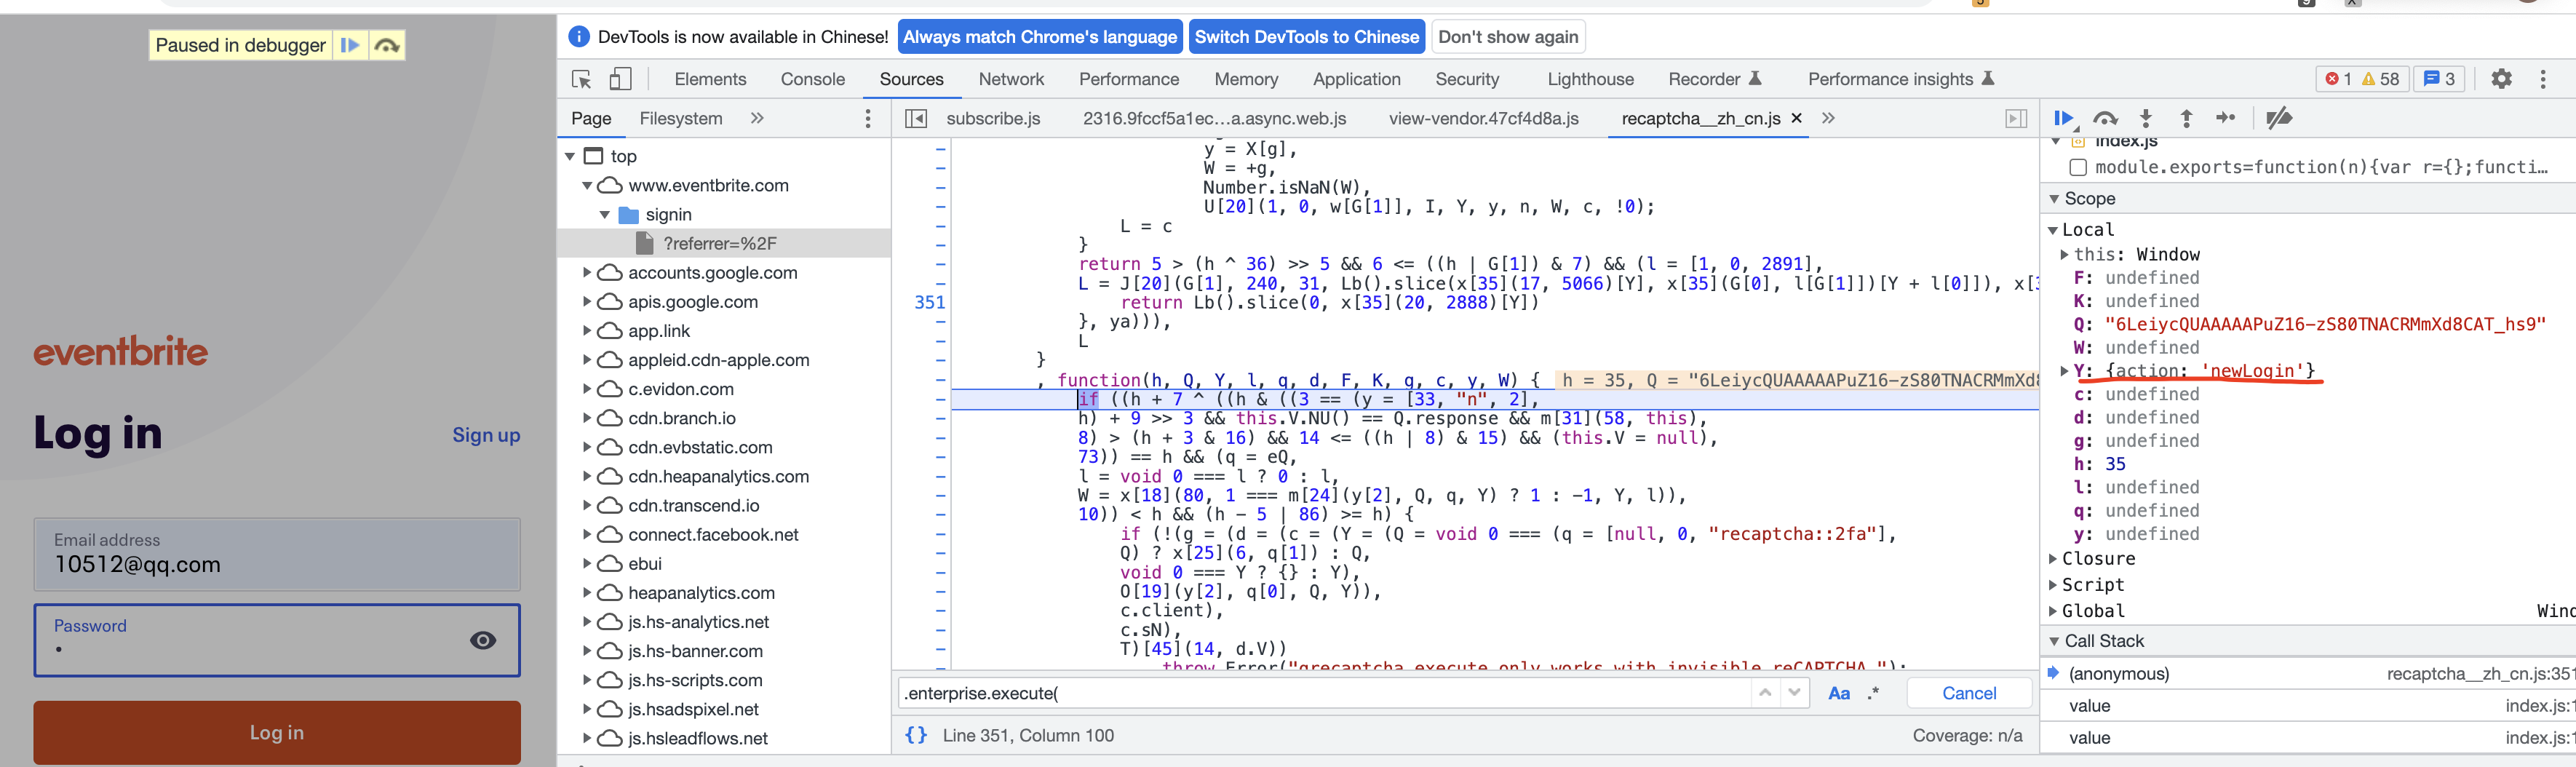 Paused in debugger
eventbrite
Log in
Sign up
Email address
10512@qq.com
Password
•
Log in
DevTools is now available in Chinese!
Always match Chrome's language
Switch DevTools to Chinese
Don't show again
Elements
Console
Sources
Network
Performance
Memory
Application
Security
Lighthouse
Recorder
Performance insights
1
58
3
Page
Filesystem
top
www.eventbrite.com
signin
?referrer=%2F
accounts.google.com
apis.google.com
app.link
appleid.cdn-apple.com
c.evidon.com
cdn.branch.io
cdn.evbstatic.com
cdn.heapanalytics.com
cdn.transcend.io
connect.facebook.net
ebui
heapanalytics.com
js.hs-analytics.net
js.hs-banner.com
js.hs-scripts.com
js.hsadspixel.net
js.hsleadflows.net
subscribe.js
2316.9fccf5a1ec…a.async.web.js
view-vendor.47cf4d8a.js
recaptcha__zh_cn.js
y = X[g],
W = +g,
Number.isNaN(W),
U[20](1, 0, w[G[1]], I, Y, y, n, W, c, !0);
L = c
}
return 5 > (h ^ 36) >> 5 && 6 <= ((h | G[1]) & 7) && (l = [1, 0, 2891],
L = J[20](G[1], 240, 31, Lb().slice(x[35](17, 5066)[Y], x[35](G[0], l[G[1]])[Y + l[0]]),
351
return Lb().slice(0, x[35](20, 2888)[Y])
}, ya))),
L
}
, function(h, Q, Y, l, q, d, F, K, g, c, y, W) {
h = 35, Q = "6LeiycQUAAAAAPuZ16-zS80TNACRMmXd8
if ((h + 7 ^ ((h & ((3 == (y = [33, "n", 2],
h) + 9 >> 3 && this.V.NU() == Q.response && m[31](58, this),
8) > (h + 3 & 16) && 14 <= ((h | 8) & 15) && (this.V = null),
73)) == h && (q = eQ,
l = void 0 === l ? 0 : l,
W = x[18](80, 1 === m[24](y[2], Q, q, Y) ? 1 : -1, Y, l)),
10)) < h && (h - 5 | 86) >= h) {
if (!(g = (d = (c = (Y = (Q = void 0 === (q = [null, 0, "recaptcha::2fa"],
Q) ? x[25](6, q[1]) : Q,
void 0 === Y ? {} : Y),
O[19](y[2], q[0], Q, Y)),
c.client),
c.sN),
T)[45](14, d.V))
throw Error("grecaptcha.execute only works with invisible reCAPTCHA.");
.enterprise.execute(
Aa
.*
Cancel
{}
Line 351, Column 100
Coverage: n/a
index.js
module.exports=function(n){var r={};functi…
Scope
Local
this: Window
F: undefined
K: undefined
Q: "6LeiycQUAAAAAPuZ16-zS80TNACRMmXd8CAT_hs9"
W: undefined
Y: {action: 'newLogin'}
c: undefined
d: undefined
g: undefined
h: 35
l: undefined
q: undefined
y: undefined
Closure
Script
Global
Wind
Call Stack
(anonymous)
recaptcha__zh_cn.js:351
value
index.js:1
value
index.js:1